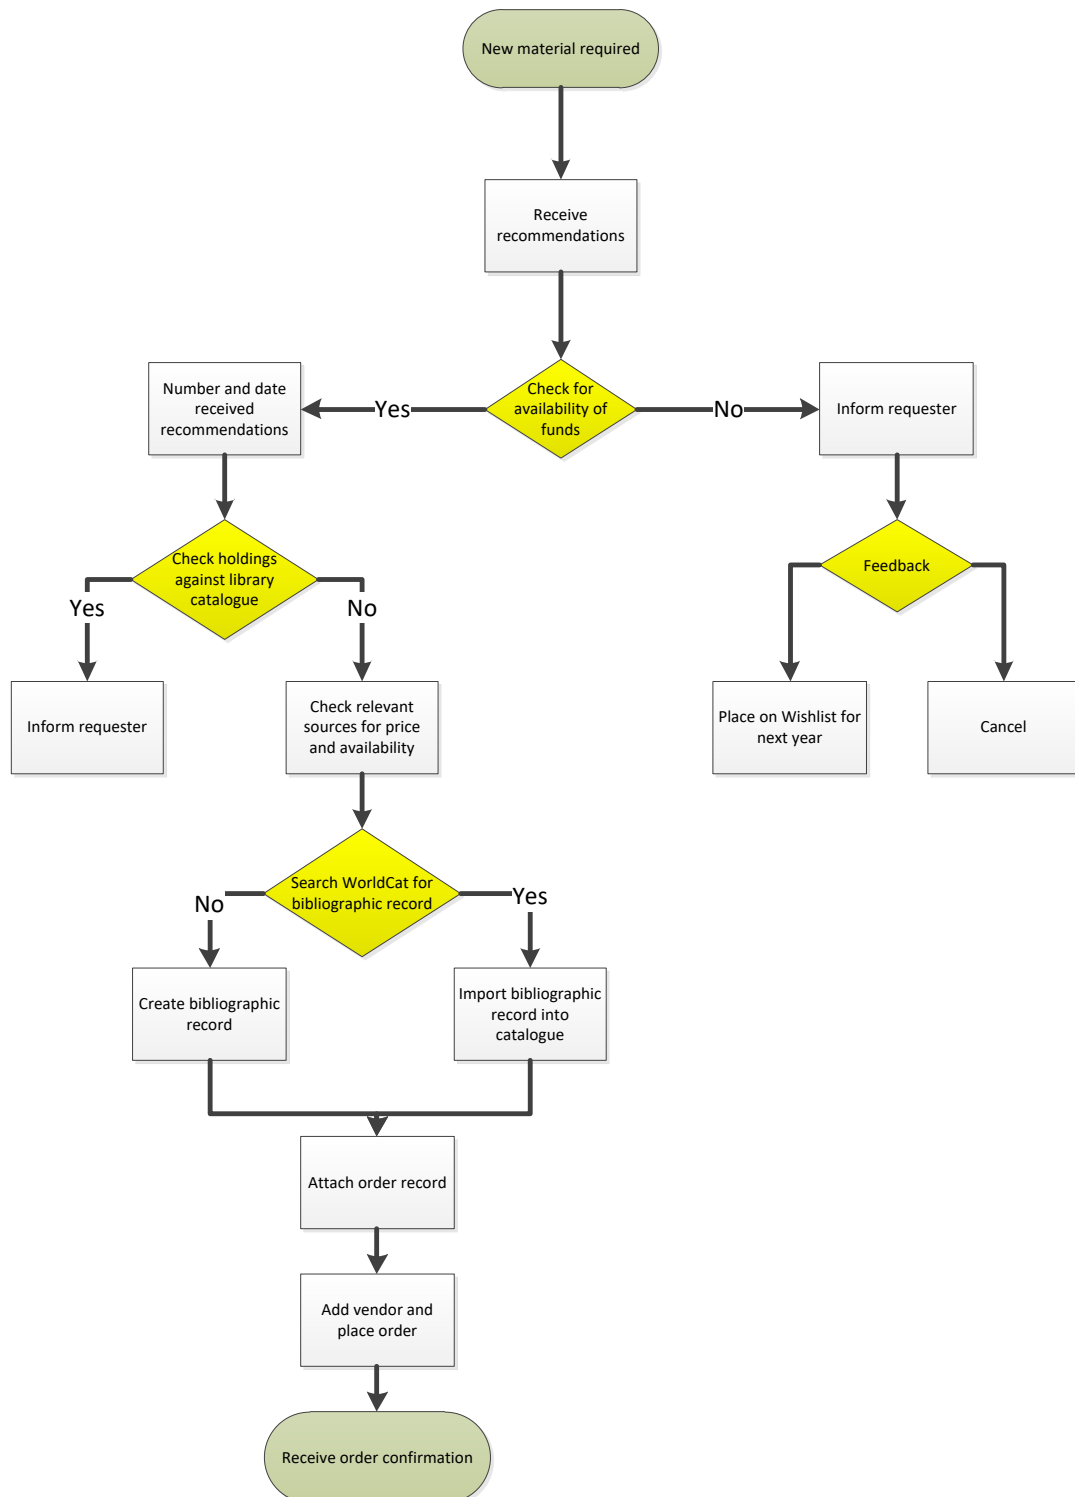 New material required
Receive
recommendations
Number and date
received
recommendations
Yes
Check for
availability of
funds
No
Inform requester
Check holdings
against library
catalogue
Feedback
Yes
No
Inform requester
Check relevant
sources for price
and availability
Place on Wishlist for
next year
Cancel
Search WorldCat for
bibliographic record
No
Yes
Create bibliographic
record
Import bibliographic
record into
catalogue
Attach order record
Add vendor and
place order
Receive order confirmation